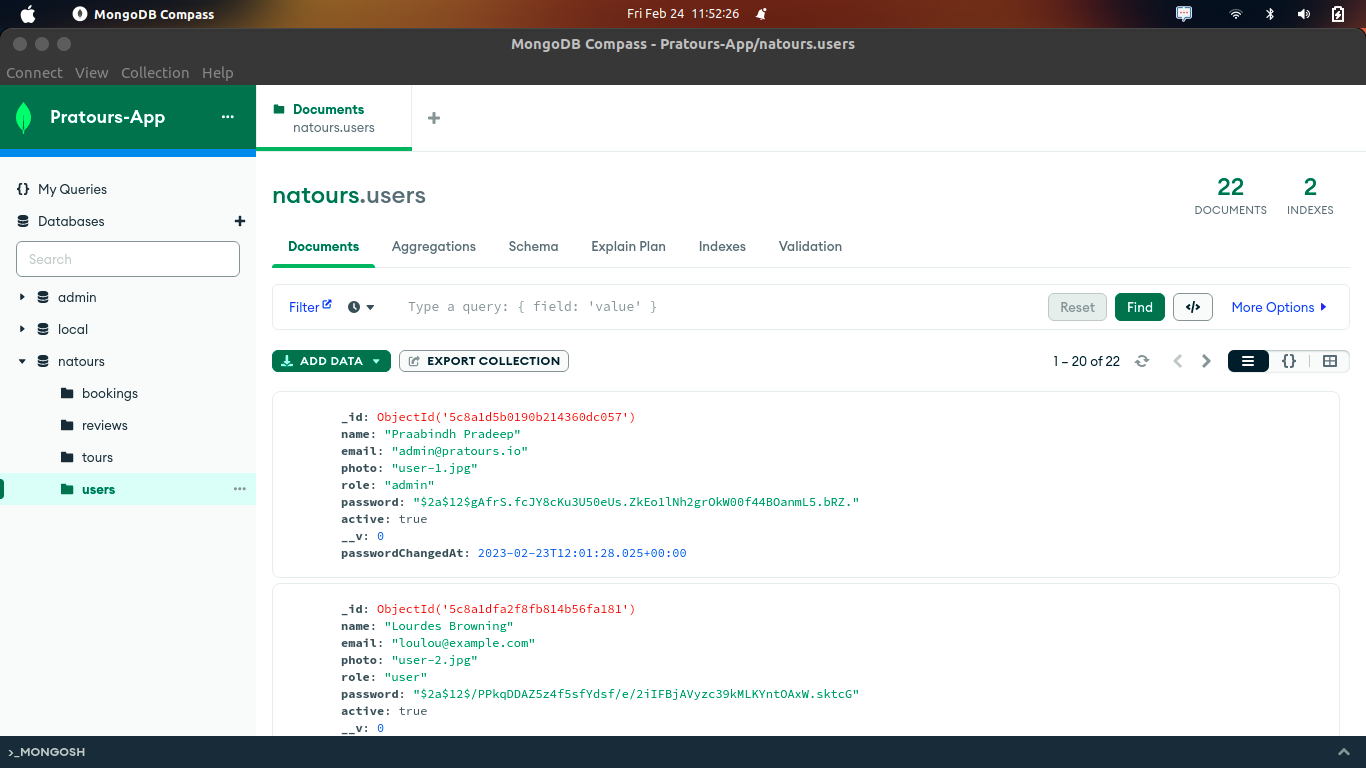 MongoDB Compass
Fri Feb 24 11:52:26
MongoDB Compass - Pratours-App/natours.users
Connect View Collection Help
Pratours-App
Documents
natours.users
My Queries
Databases
Search
admin
local
natours
bookings
reviews
tours
users
natours.users
22
DOCUMENTS
2
INDEXES
Documents Aggregations Schema Explain Plan Indexes Validation
Filter Type a query: { field: 'value' } Reset Find </> More Options
ADD DATA EXPORT COLLECTION 1 – 20 of 22 {}
_id: ObjectId('5c8a1d5b0190b214360dc057')
name: "Praabindh Pradeep"
email: "admin@pratours.io"
photo: "user-1.jpg"
role: "admin"
password: "$2a$12$gAfrS.fcJY8cKu3U50eUs.ZkEo1lNh2grOkW00f44BOanmL5.bRZ."
active: true
__v: 0
passwordChangedAt: 2023-02-23T12:01:28.025+00:00
_id: ObjectId('5c8a1dfa2f8fb814b56fa181')
name: "Lourdes Browning"
email: "loulou@example.com"
photo: "user-2.jpg"
role: "user"
password: "$2a$12$/PPkqDDAZ5z4f5sfYdsf/e/2iIFBjAVyzc39kMLKYntOAxW.sktcG"
active: true
__v: 0
>_MONGOSH